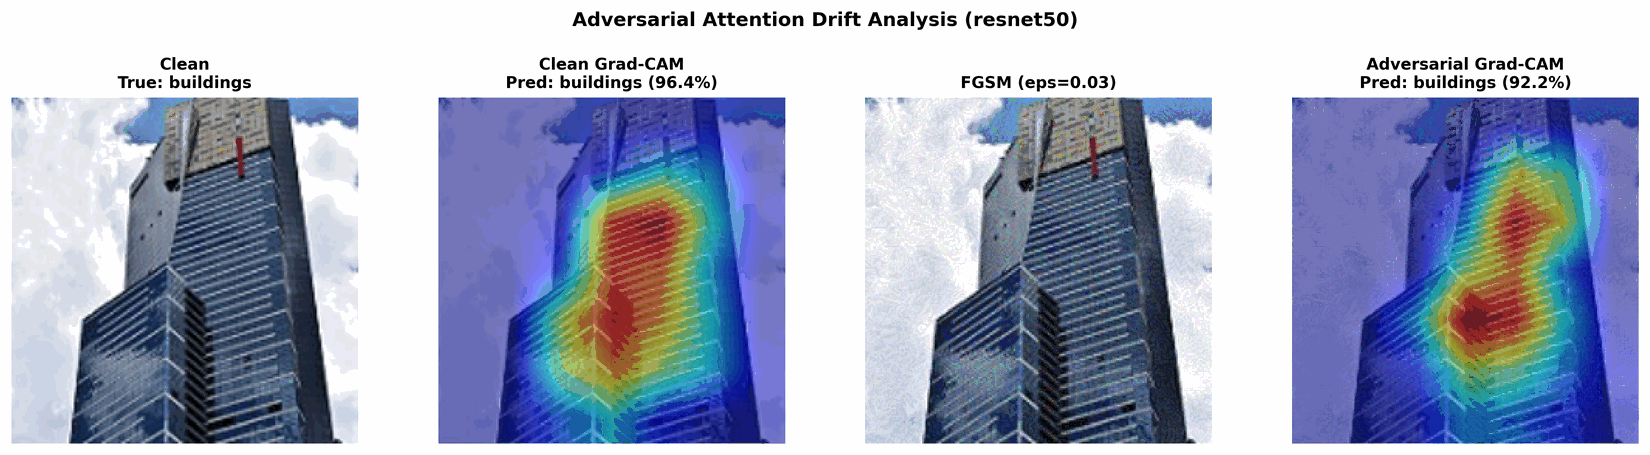 Adversarial Attention Drift Analysis (resnet50)
Clean
True: buildings
Clean Grad-CAM
Pred: buildings (96.4%)
FGSM (eps=0.03)
Adversarial Grad-CAM
Pred: buildings (92.2%)